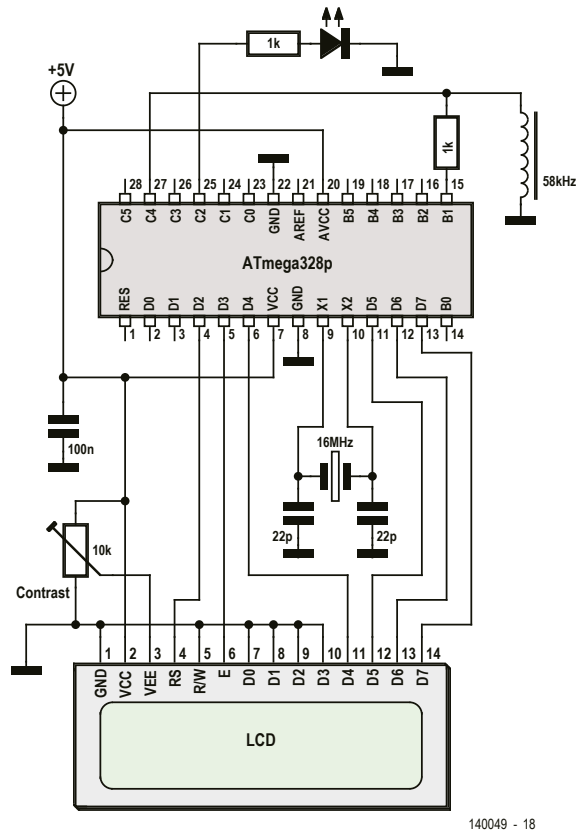 1k
+5V
1k
58kHz
28 27 26 25 24 23 22 21 20 19 18 17 16 15
C5 C4 C3 C2 C1 C0 GND AREF AVCC B5 B4 B3 B2 B1
ATmega328p
RES D0 D1 D2 D3 D4 VCC GND X1 X2 D5 D6 D7 B0
1 2 3 4 5 6 7 8 9 10 11 12 13 14
100n
16MHz
22p 22p
10k
Contrast
1 2 3 4 5 6 7 8 9 10 11 12 13 14
GND VCC VEE RS R/W E D0 D1 D2 D3 D4 D5 D6 D7
LCD
140049 - 18